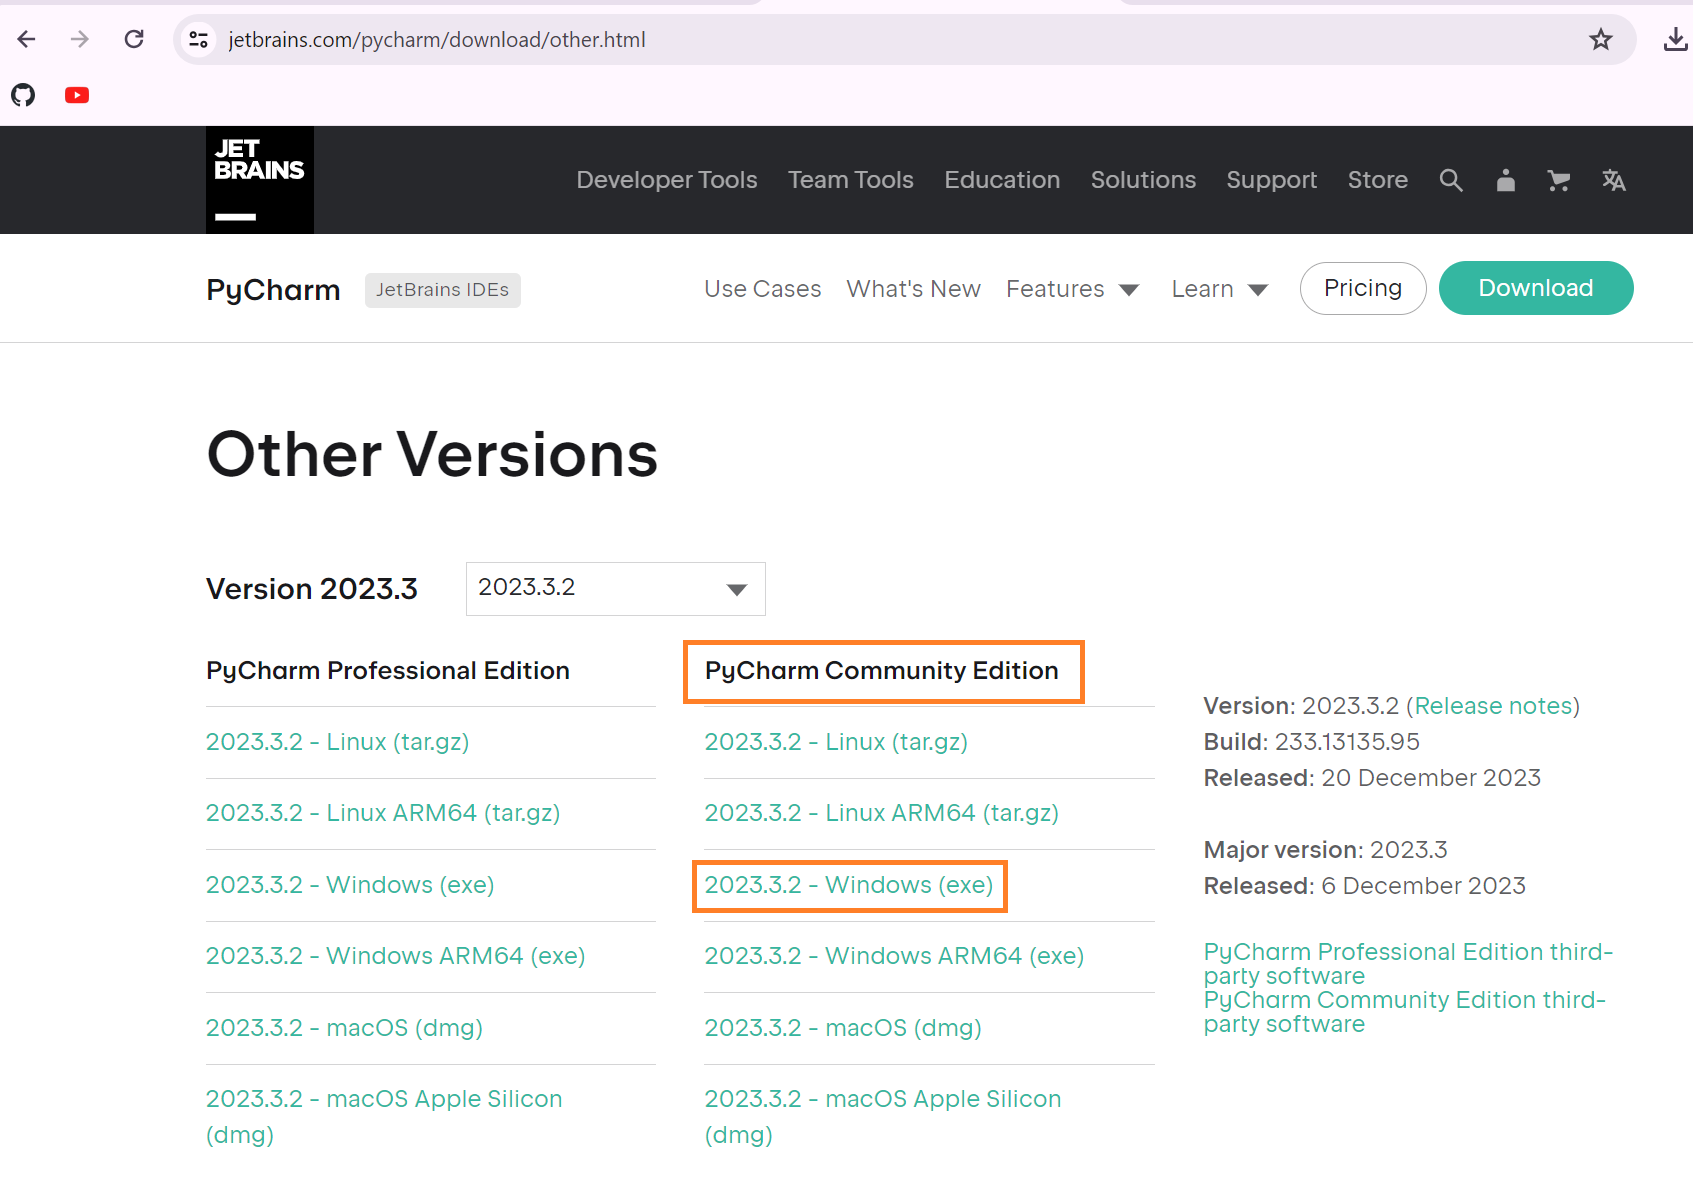 jetbrains.com/pycharm/download/other.html
JET
BRAINS
Developer Tools Team Tools Education Solutions Support Store
PyCharm JetBrains IDEs Use Cases What's New Features Learn Pricing Download
Other Versions
Version 2023.3 2023.3.2
PyCharm Professional Edition
2023.3.2 - Linux (tar.gz)
2023.3.2 - Linux ARM64 (tar.gz)
2023.3.2 - Windows (exe)
2023.3.2 - Windows ARM64 (exe)
2023.3.2 - macOS (dmg)
2023.3.2 - macOS Apple Silicon
(dmg)
PyCharm Community Edition
2023.3.2 - Linux (tar.gz)
2023.3.2 - Linux ARM64 (tar.gz)
2023.3.2 - Windows (exe)
2023.3.2 - Windows ARM64 (exe)
2023.3.2 - macOS (dmg)
2023.3.2 - macOS Apple Silicon
(dmg)
Version: 2023.3.2 (Release notes)
Build: 233.13135.95
Released: 20 December 2023
Major version: 2023.3
Released: 6 December 2023
PyCharm Professional Edition third-
party software
PyCharm Community Edition third-
party software